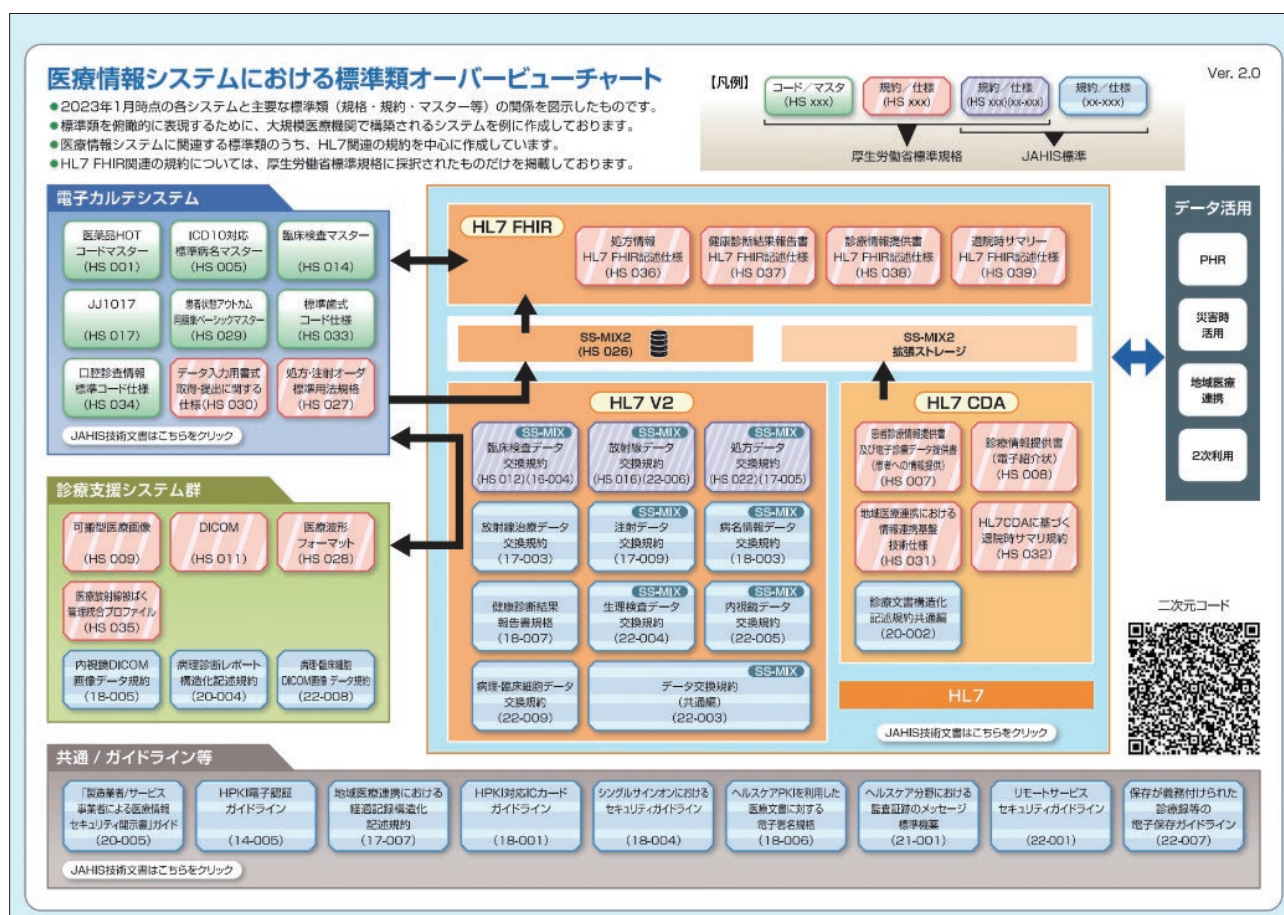 医療情報システムにおける標準類オーバービューチャート
●2023年1月時点の各システムと主要な標準類（規格・規約・マスター等）の関係を図示したものです。
●標準類を俯瞰的に表現するために、大規模医療機関で構築されるシステムを例に作成しております。
●医療情報システムに関連する標準類のうち、HL7関連の規約を中心に作成しています。
●HL7 FHIR関連の規約については、厚生労働省標準規格に採択されたものだけを掲載しております。
【凡例】
コード／マスタ
(HS xxx)
規約／仕様
(HS xxx)
規約／仕様
(HS xxx)(xx-xxx)
規約／仕様
(xx-xxx)
厚生労働省標準規格
JAHIS標準
Ver. 2.0
電子カルテシステム
医薬品HOT
コードマスター
(HS 001)
ICD10対応
標準病名マスター
(HS 005)
臨床検査マスター
(HS 014)
JJ1017
(HS 017)
患者状態アウトカム
用語集ベーシックマスター
(HS 029)
標準歯式
コード仕様
(HS 033)
口腔診査情報
標準コード仕様
(HS 034)
データ入力用書式
取得・提出に関する
仕様(HS 030)
処方・注射オーダ
標準用法規格
(HS 027)
JAHIS技術文書はこちらをクリック
診療支援システム群
可搬型医療画像
(HS 009)
DICOM
(HS 011)
医療波形
フォーマット
(HS 028)
医療放射線被ばく
管理統合プロファイル
(HS 035)
内視鏡DICOM
画像データ規約
(18-005)
病理診断レポート
構造化記述規約
(20-004)
病理・臨床細胞
DICOM画像データ規約
(22-008)
HL7 FHIR
処方情報
HL7 FHIR記述仕様
(HS 036)
健康診断結果報告書
HL7 FHIR記述仕様
(HS 037)
診療情報提供書
HL7 FHIR記述仕様
(HS 038)
退院時サマリー
HL7 FHIR記述仕様
(HS 039)
SS-MIX2
(HS 026)
SS-MIX2
拡張ストレージ
HL7 V2
SS-MIX
臨床検査データ
交換規約
(HS 012)(16-004)
SS-MIX
放射線データ
交換規約
(HS 016)(22-006)
SS-MIX
処方データ
交換規約
(HS 022)(17-005)
放射線治療データ
交換規約
(17-003)
SS-MIX
注射データ
交換規約
(17-009)
SS-MIX
病名情報データ
交換規約
(18-003)
健康診断結果
報告書規格
(18-007)
SS-MIX
生理検査データ
交換規約
(22-004)
SS-MIX
内視鏡データ
交換規約
(22-005)
病理・臨床細胞データ
交換規約
(22-009)
SS-MIX
データ交換規約
(共通編)
(22-003)
HL7 CDA
患者診療情報提供書
及び電子診療データ提供書
(患者への情報提供)
(HS 007)
診療情報提供書
(電子紹介状)
(HS 008)
地域医療連携における
情報連携基盤
技術仕様
(HS 031)
HL7CDAに基づく
退院時サマリ規約
(HS 032)
診療文書構造化
記述規約共通編
(20-002)
HL7
JAHIS技術文書はこちらをクリック
データ活用
PHR
災害時
活用
地域医療
連携
2次利用
二次元コード
共通 / ガイドライン等
「製造業者/サービス
事業者による医療情報
セキュリティ開示書」ガイド
(20-005)
HPKI電子認証
ガイドライン
(14-005)
地域医療連携における
経過記録構造化
記述規約
(17-007)
HPKI対応ICカード
ガイドライン
(18-001)
シングルサインオンにおける
セキュリティガイドライン
(18-004)
ヘルスケアPKIを利用した
医療文書に対する
電子署名規格
(18-006)
ヘルスケア分野における
監査証跡のメッセージ
標準規約
(21-001)
リモートサービス
セキュリティガイドライン
(22-001)
保存が義務付けられた
診療録等の
電子保存ガイドライン
(22-007)
JAHIS技術文書はこちらをクリック